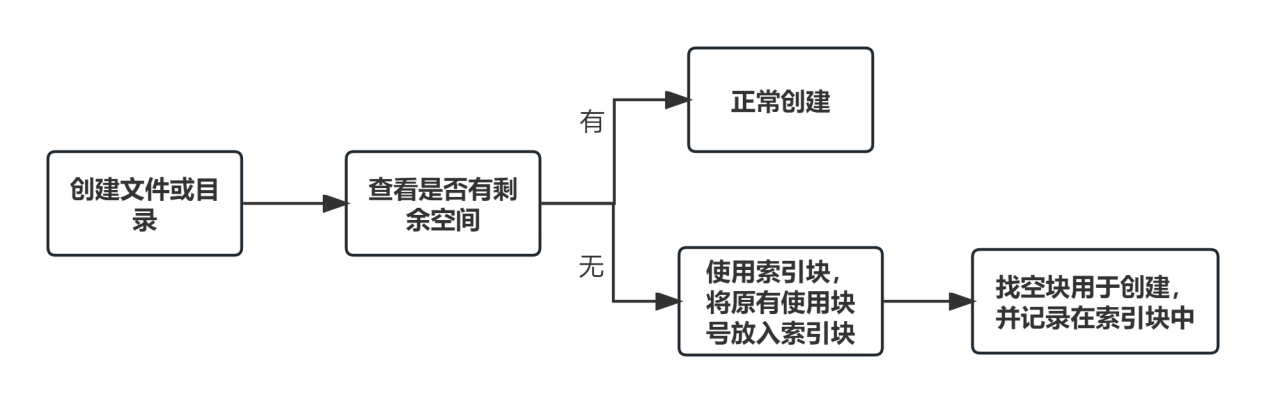 创建文件或目
录
查看是否有剩
余空间
有
正常创建
无
使用索引块，
将原有使用块
号放入索引块
找空块用于创建，
并记录在索引块中